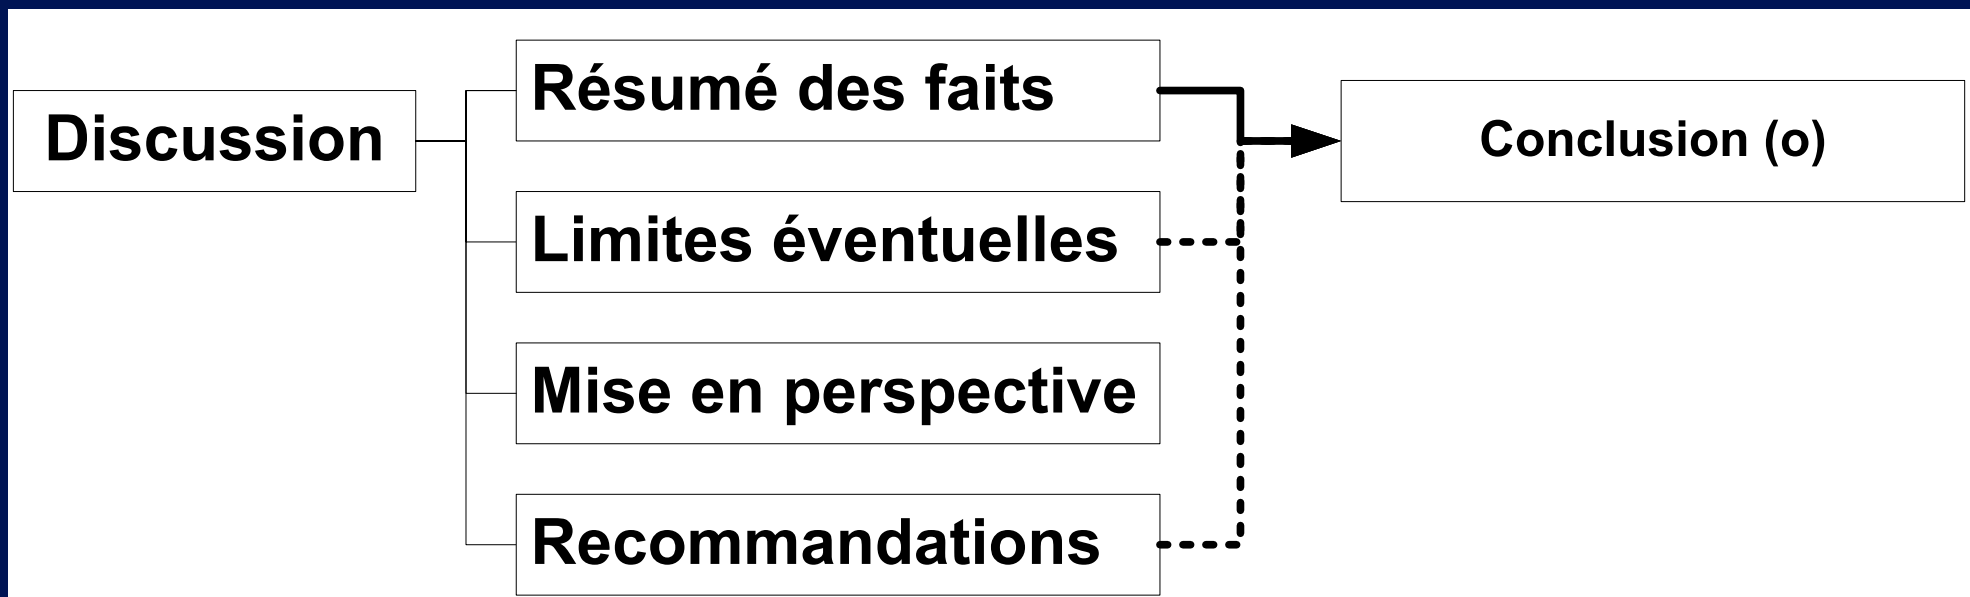 Discussion
Résumé des faits
Limites éventuelles
Mise en perspective
Recommandations
Conclusion (o)